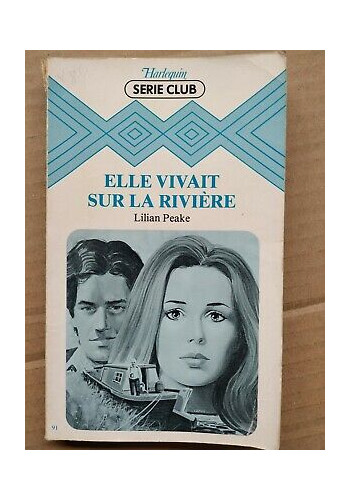 Harlequin
SERIE CLUB
ELLE VIVAIT
SUR LA RIVIÈRE
Lilian Peake
91